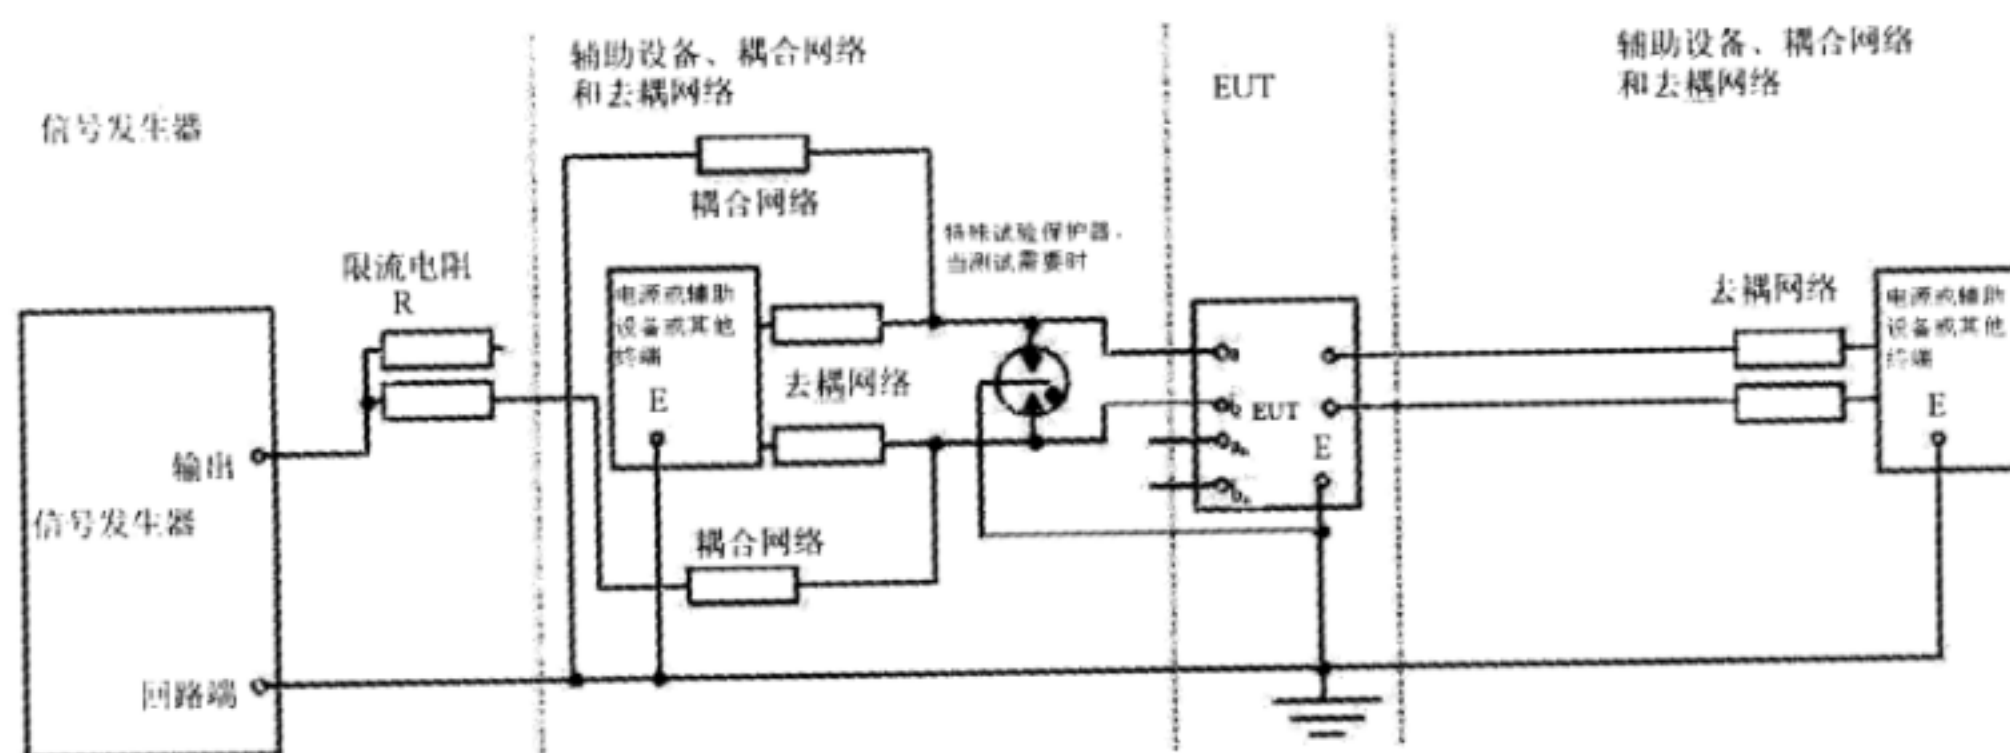 信号发生器
辅助设备、耦合网络
和去耦网络
EUT
辅助设备、耦合网络
和去耦网络
耦合网络
特殊试验保护器，
当测试需要时
限流电阻
R
电源或辅助
设备或其他
终端
E
去耦网络
耦合网络
输出
信号发生器
回路端
a
EUT
E
去耦网络
电源或辅助
设备或其他
终端
E